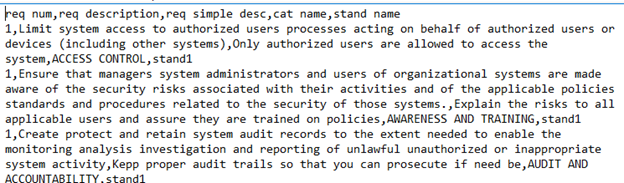 req num,req description,req simple desc,cat name,stand name
1,Limit system access to authorized users processes acting on behalf of authorized users or
devices (including other systems),Only authorized users are allowed to access the
system,ACCESS CONTROL,stand1
1,Ensure that managers system administrators and users of organizational systems are made
aware of the security risks associated with their activities and of the applicable policies
standards and procedures related to the security of those systems.,Explain the risks to all
applicable users and assure they are trained on policies,AWARENESS AND TRAINING,stand1
1,Create protect and retain system audit records to the extent needed to enable the
monitoring analysis investigation and reporting of unlawful unauthorized or inappropriate
system activity,Kepp proper audit trails so that you can prosecute if need be,AUDIT AND
ACCOUNTABILITY,stand1